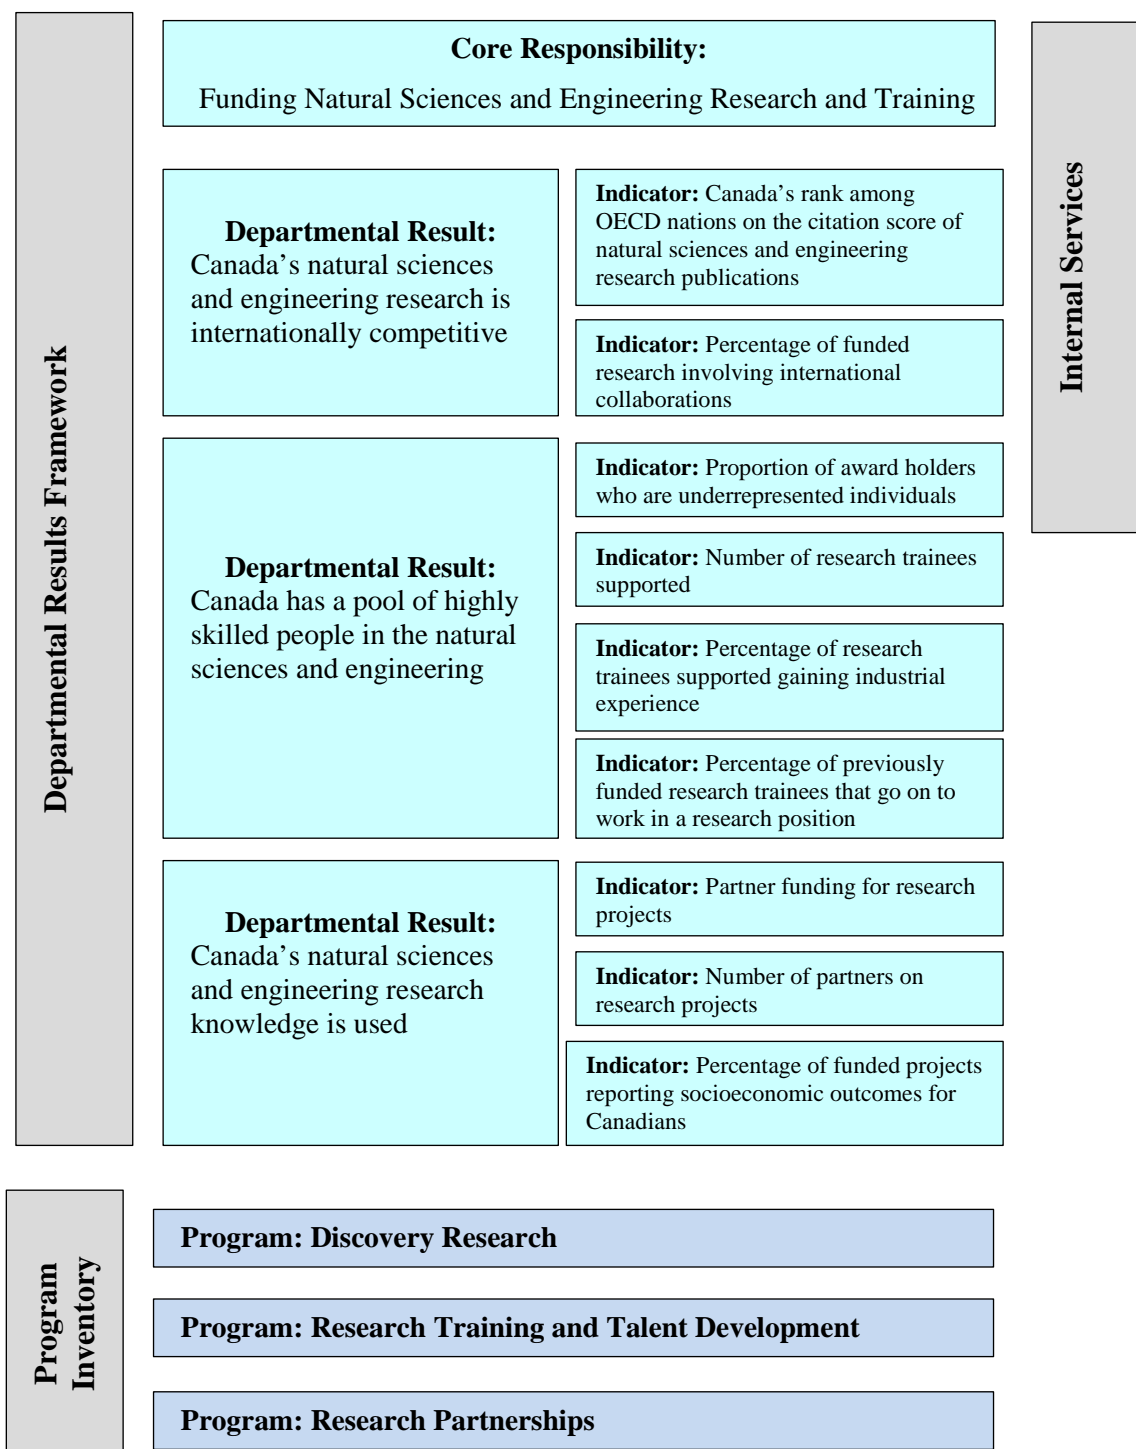 Core Responsibility:
Funding Natural Sciences and Engineering Research and Training
Departmental Results Framework
Internal Services
Departmental Result:
Canada’s natural sciences
and engineering research is
internationally competitive
Indicator: Canada’s rank among
OECD nations on the citation score of
natural sciences and engineering
research publications
Indicator: Percentage of funded
research involving international
collaborations
Departmental Result:
Canada has a pool of highly
skilled people in the natural
sciences and engineering
Indicator: Proportion of award holders
who are underrepresented individuals
Indicator: Number of research trainees
supported
Indicator: Percentage of research
trainees supported gaining industrial
experience
Indicator: Percentage of previously
funded research trainees that go on to
work in a research position
Departmental Result:
Canada’s natural sciences
and engineering research
knowledge is used
Indicator: Partner funding for research
projects
Indicator: Number of partners on
research projects
Indicator: Percentage of funded projects
reporting socioeconomic outcomes for
Canadians
Program
Inventory
Program: Discovery Research
Program: Research Training and Talent Development
Program: Research Partnerships